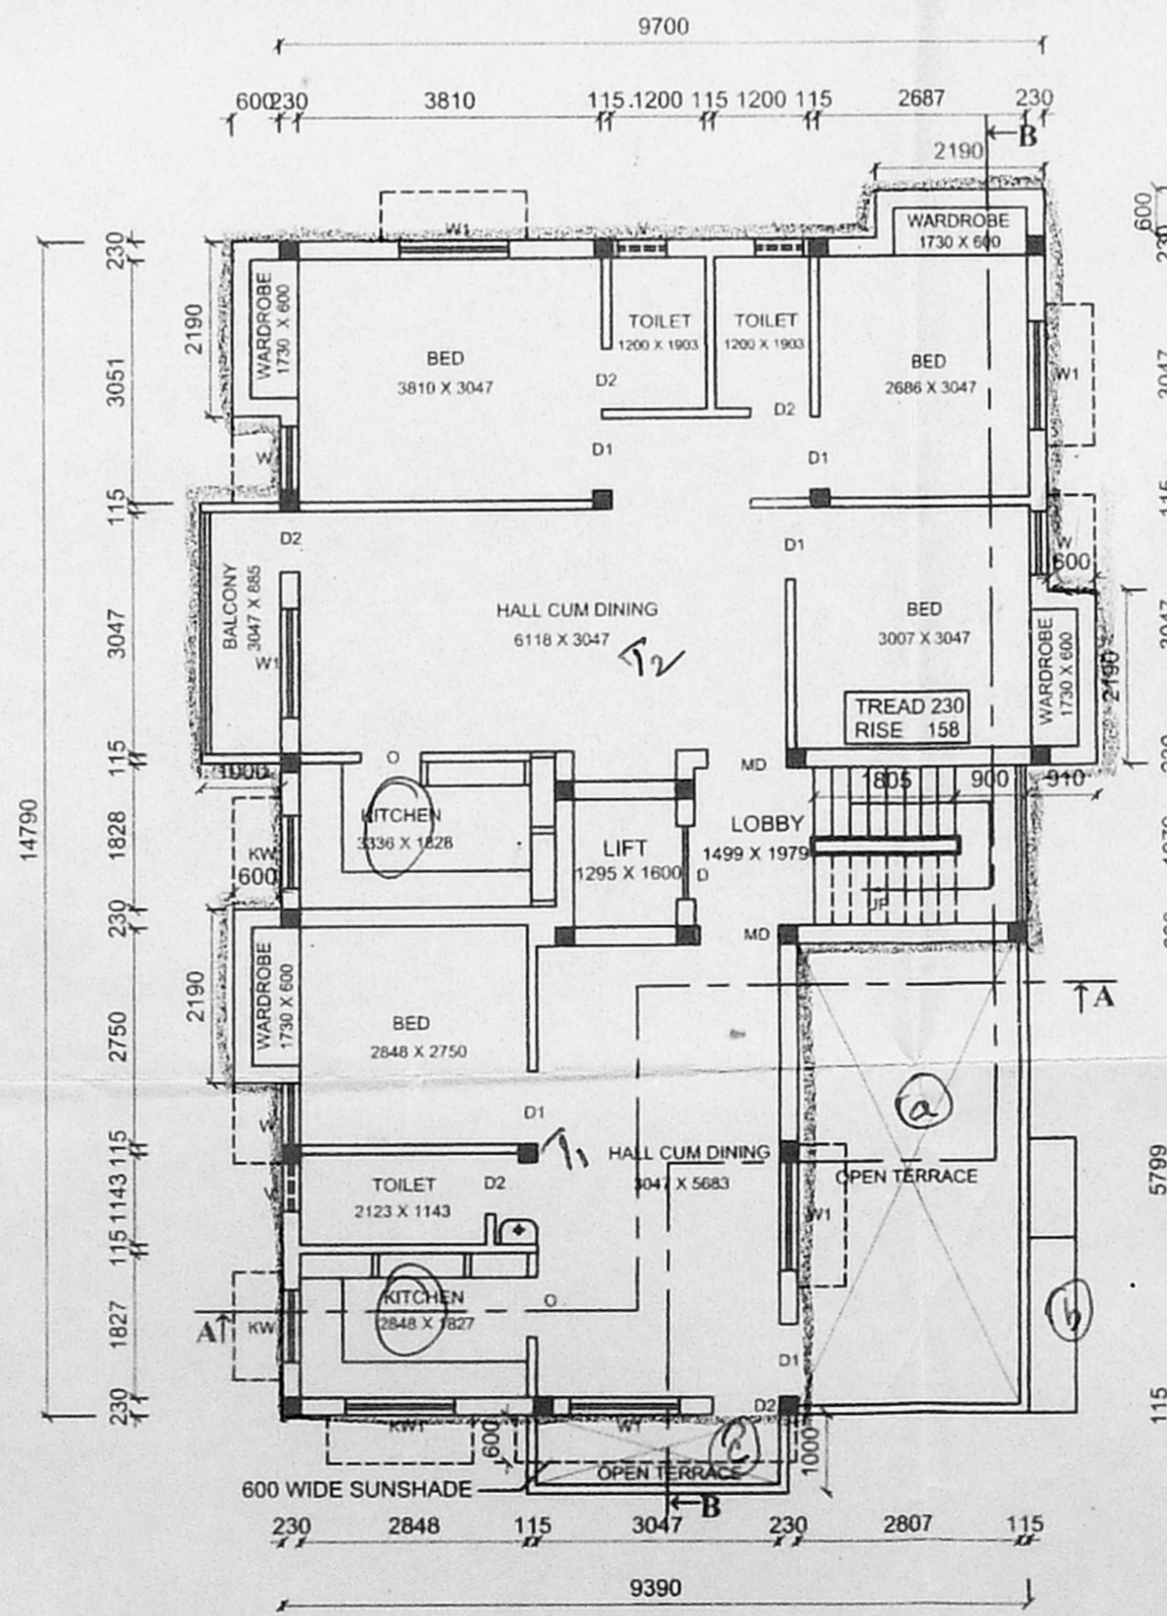 9700
600 230 3810 115 1200 115 1200 115 2687 230
B
2190
600
WARDROBE
1730 X 600
W1 V V
230
2190
WARDROBE
1730 X 600
TOILET
1200 X 1903
TOILET
1200 X 1903
BED
3810 X 3047
BED
2686 X 3047
3051
3047
W1
D2
D2
D1
D1
W
115
115
D2
D1
W
600
BALCONY
3047 X 885
HALL CUM DINING
6118 X 3047
BED
3007 X 3047
3047
3047
T2
W1
WARDROBE
1730 X 600
2190
TREAD 230
RISE 158
115
O
MD
1000
1805 900 910
KITCHEN
3336 X 1828
LOBBY
1499 X 1979
LIFT
1295 X 1600
D
14790
1828
KW
600
UP
230
MD
2190
WARDROBE
1730 X 600
A
BED
2848 X 2750
2750
a
D1
W
T1
HALL CUM DINING
3047 X 5683
OPEN TERRACE
115
5799
TOILET
2123 X 1143
D2
V
1143
W1
115
KITCHEN
2848 X 1827
O
b
A
KW
1827
D1
230
D2
115
KW1
W1
600
c
1000
OPEN TERRACE
600 WIDE SUNSHADE
B
230 2848 115 3047 230 2807 115
9390